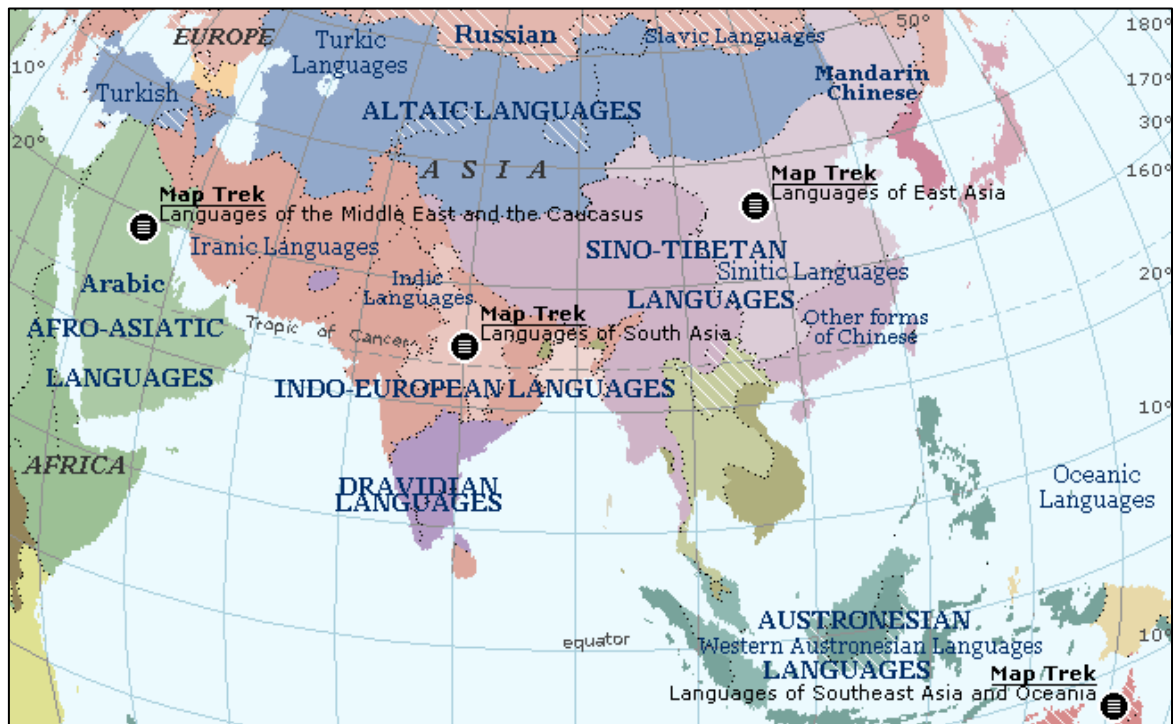 EUROPE
Turkic
Languages
Russian
Slavic Languages
50°
180°
10°
Turkish
ALTAIC LANGUAGES
Mandarin
Chinese
170°
30°
20°
A S I A
160°
Map Trek
Languages of the Middle East and the Caucasus
Map Trek
Languages of East Asia
Iranic Languages
SINO-TIBETAN
Sinitic Languages
LANGUAGES
20°
Arabic
Indic
Languages
Map Trek
Languages of South Asia
Other forms
of Chinese
AFRO-ASIATIC
LANGUAGES
Tropic of Cancer
INDO-EUROPEAN LANGUAGES
10°
AFRICA
DRAVIDIAN
LANGUAGES
Oceanic
Languages
equator
AUSTRONESIAN
Western Austronesian Languages
LANGUAGES
10°
Map Trek
Languages of Southeast Asia and Oceania